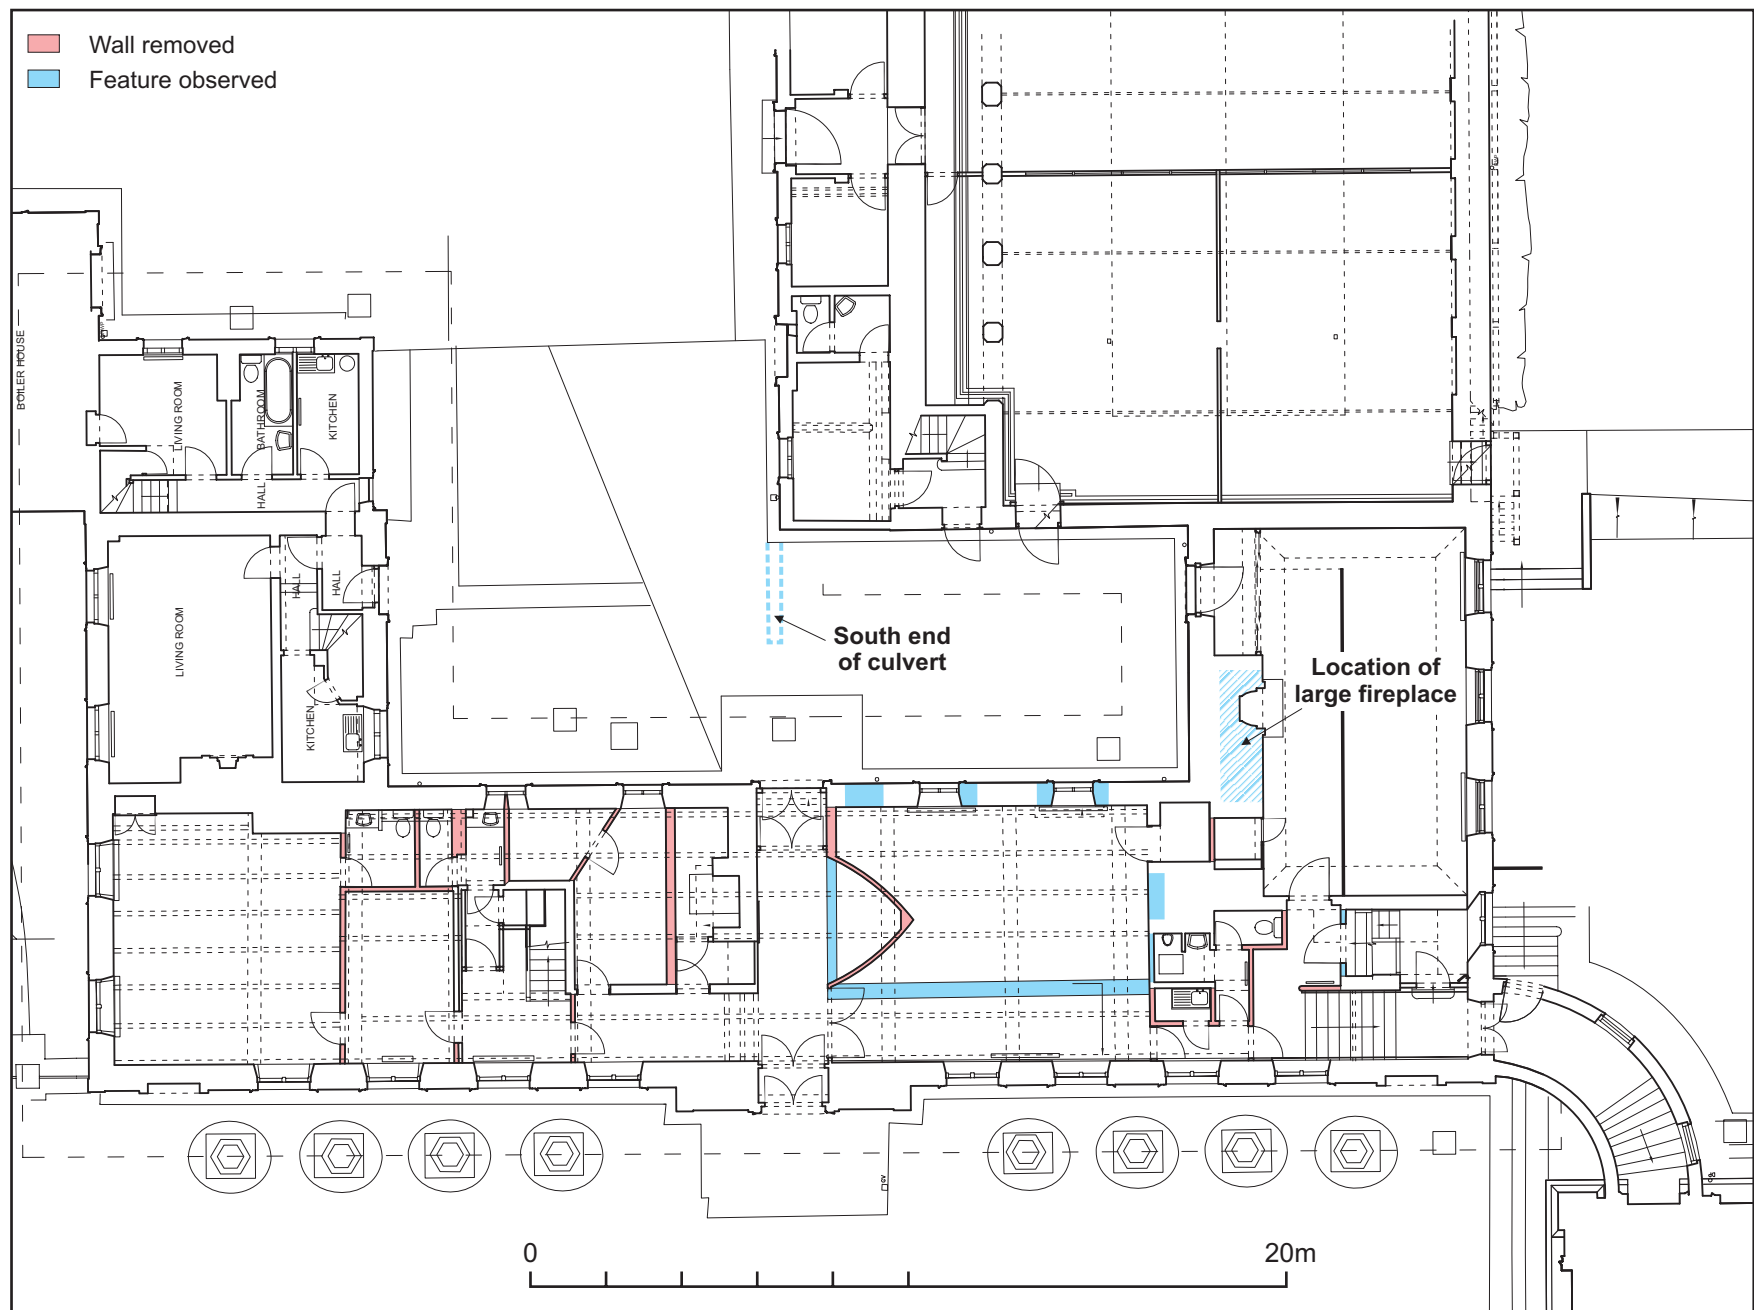 Wall removed
Feature observed
BOILER HOUSE
LIVING ROOM
BATHROOM
KITCHEN
HALL
HALL
HALL
LIVING ROOM
KITCHEN
South end
of culvert
Location of
large fireplace
0
20m